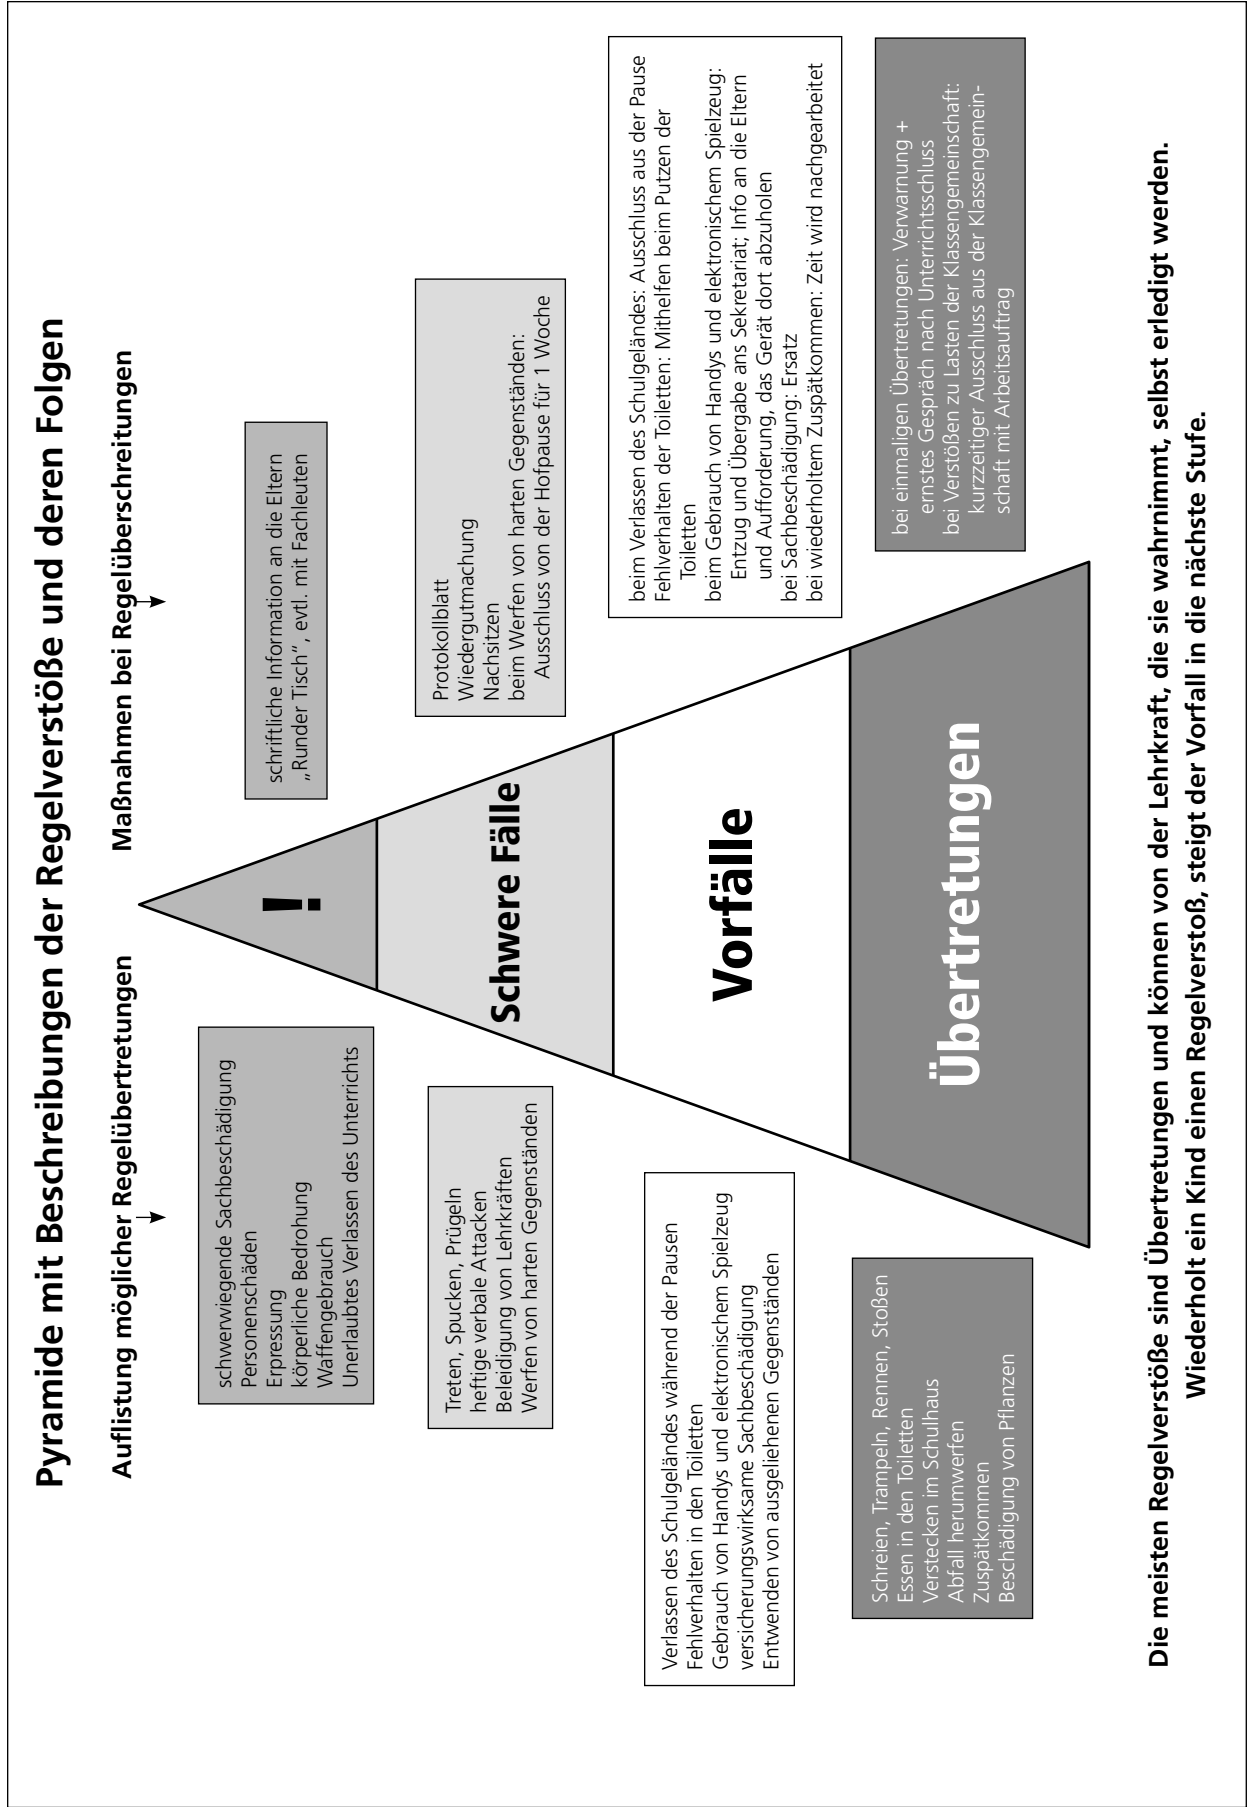 Pyramide mit Beschreibungen der Regelverstöße und deren Folgen
Auflistung möglicher Regelübertretungen
Maßnahmen bei Regelüberschreitungen
schwerwiegende Sachbeschädigung
Personenschäden
Erpressung
körperliche Bedrohung
Waffengebrauch
Unerlaubtes Verlassen des Unterrichts
!
schriftliche Information an die Eltern
„Runder Tisch“, evtl. mit Fachleuten
Treten, Spucken, Prügeln
heftige verbale Attacken
Beleidigung von Lehrkräften
Werfen von harten Gegenständen
Schwere Fälle
Protokollblatt
Wiedergutmachung
Nachsitzen
beim Werfen von harten Gegenständen:
Ausschluss von der Hofpause für 1 Woche
Verlassen des Schulgeländes während der Pausen
Fehlverhalten in den Toiletten
Gebrauch von Handys und elektronischem Spielzeug
versicherungswirksame Sachbeschädigung
Entwenden von ausgeliehenen Gegenständen
Vorfälle
beim Verlassen des Schulgeländes: Ausschluss aus der Pause
Fehlverhalten der Toiletten: Mithelfen beim Putzen der
Toiletten
beim Gebrauch von Handys und elektronischem Spielzeug:
Entzug und Übergabe ans Sekretariat; Info an die Eltern
und Aufforderung, das Gerät dort abzuholen
bei Sachbeschädigung: Ersatz
bei wiederholtem Zuspätkommen: Zeit wird nachgearbeitet
Schreien, Trampeln, Rennen, Stoßen
Essen in den Toiletten
Verstecken im Schulhaus
Abfall herumwerfen
Zuspätkommen
Beschädigung von Pflanzen
Übertretungen
bei einmaligen Übertretungen: Verwarnung +
ernstes Gespräch nach Unterrichtsschluss
bei Verstößen zu Lasten der Klassengemeinschaft:
kurzzeitiger Ausschluss aus der Klassengemein-
schaft mit Arbeitsauftrag
Die meisten Regelverstöße sind Übertretungen und können von der Lehrkraft, die sie wahrnimmt, selbst erledigt werden.
Wiederholt ein Kind einen Regelverstoß, steigt der Vorfall in die nächste Stufe.